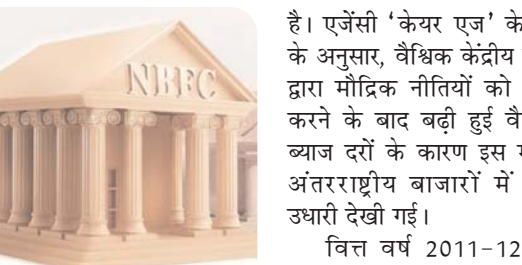 NBFC
है। एजेंसी ‘केयर एज’ के
के अनुसार, वैश्विक केंद्रीय
द्वारा मौद्रिक नीतियों को
करने के बाद बढ़ी हुई
ब्याज दरों के कारण इस
अंतरराष्ट्रीय बाजारों में
उधारी देखी गई।
वित्त वर्ष 2011-12